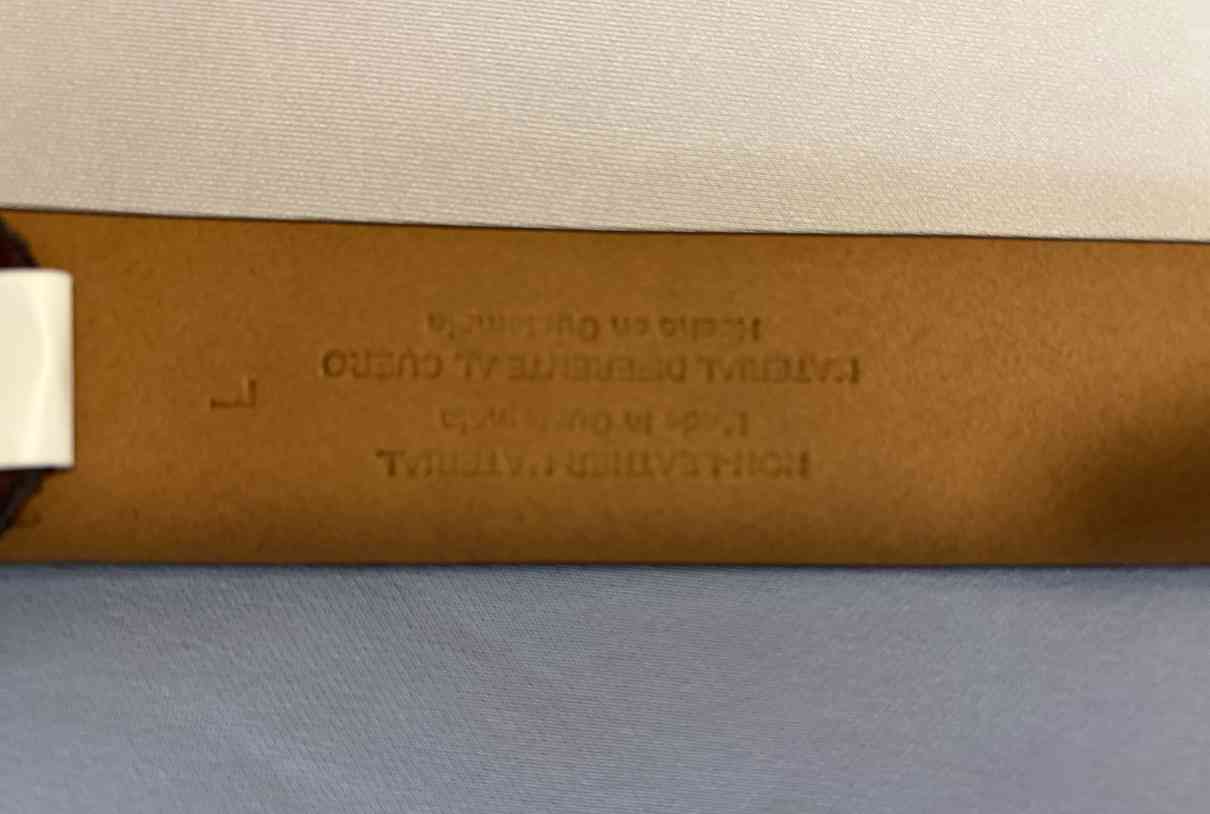 NON-LEATHER MATERIAL
Made in Guatemala
MATERIAL DIFERENTE AL CUERO
Hecho en Guatemala
L